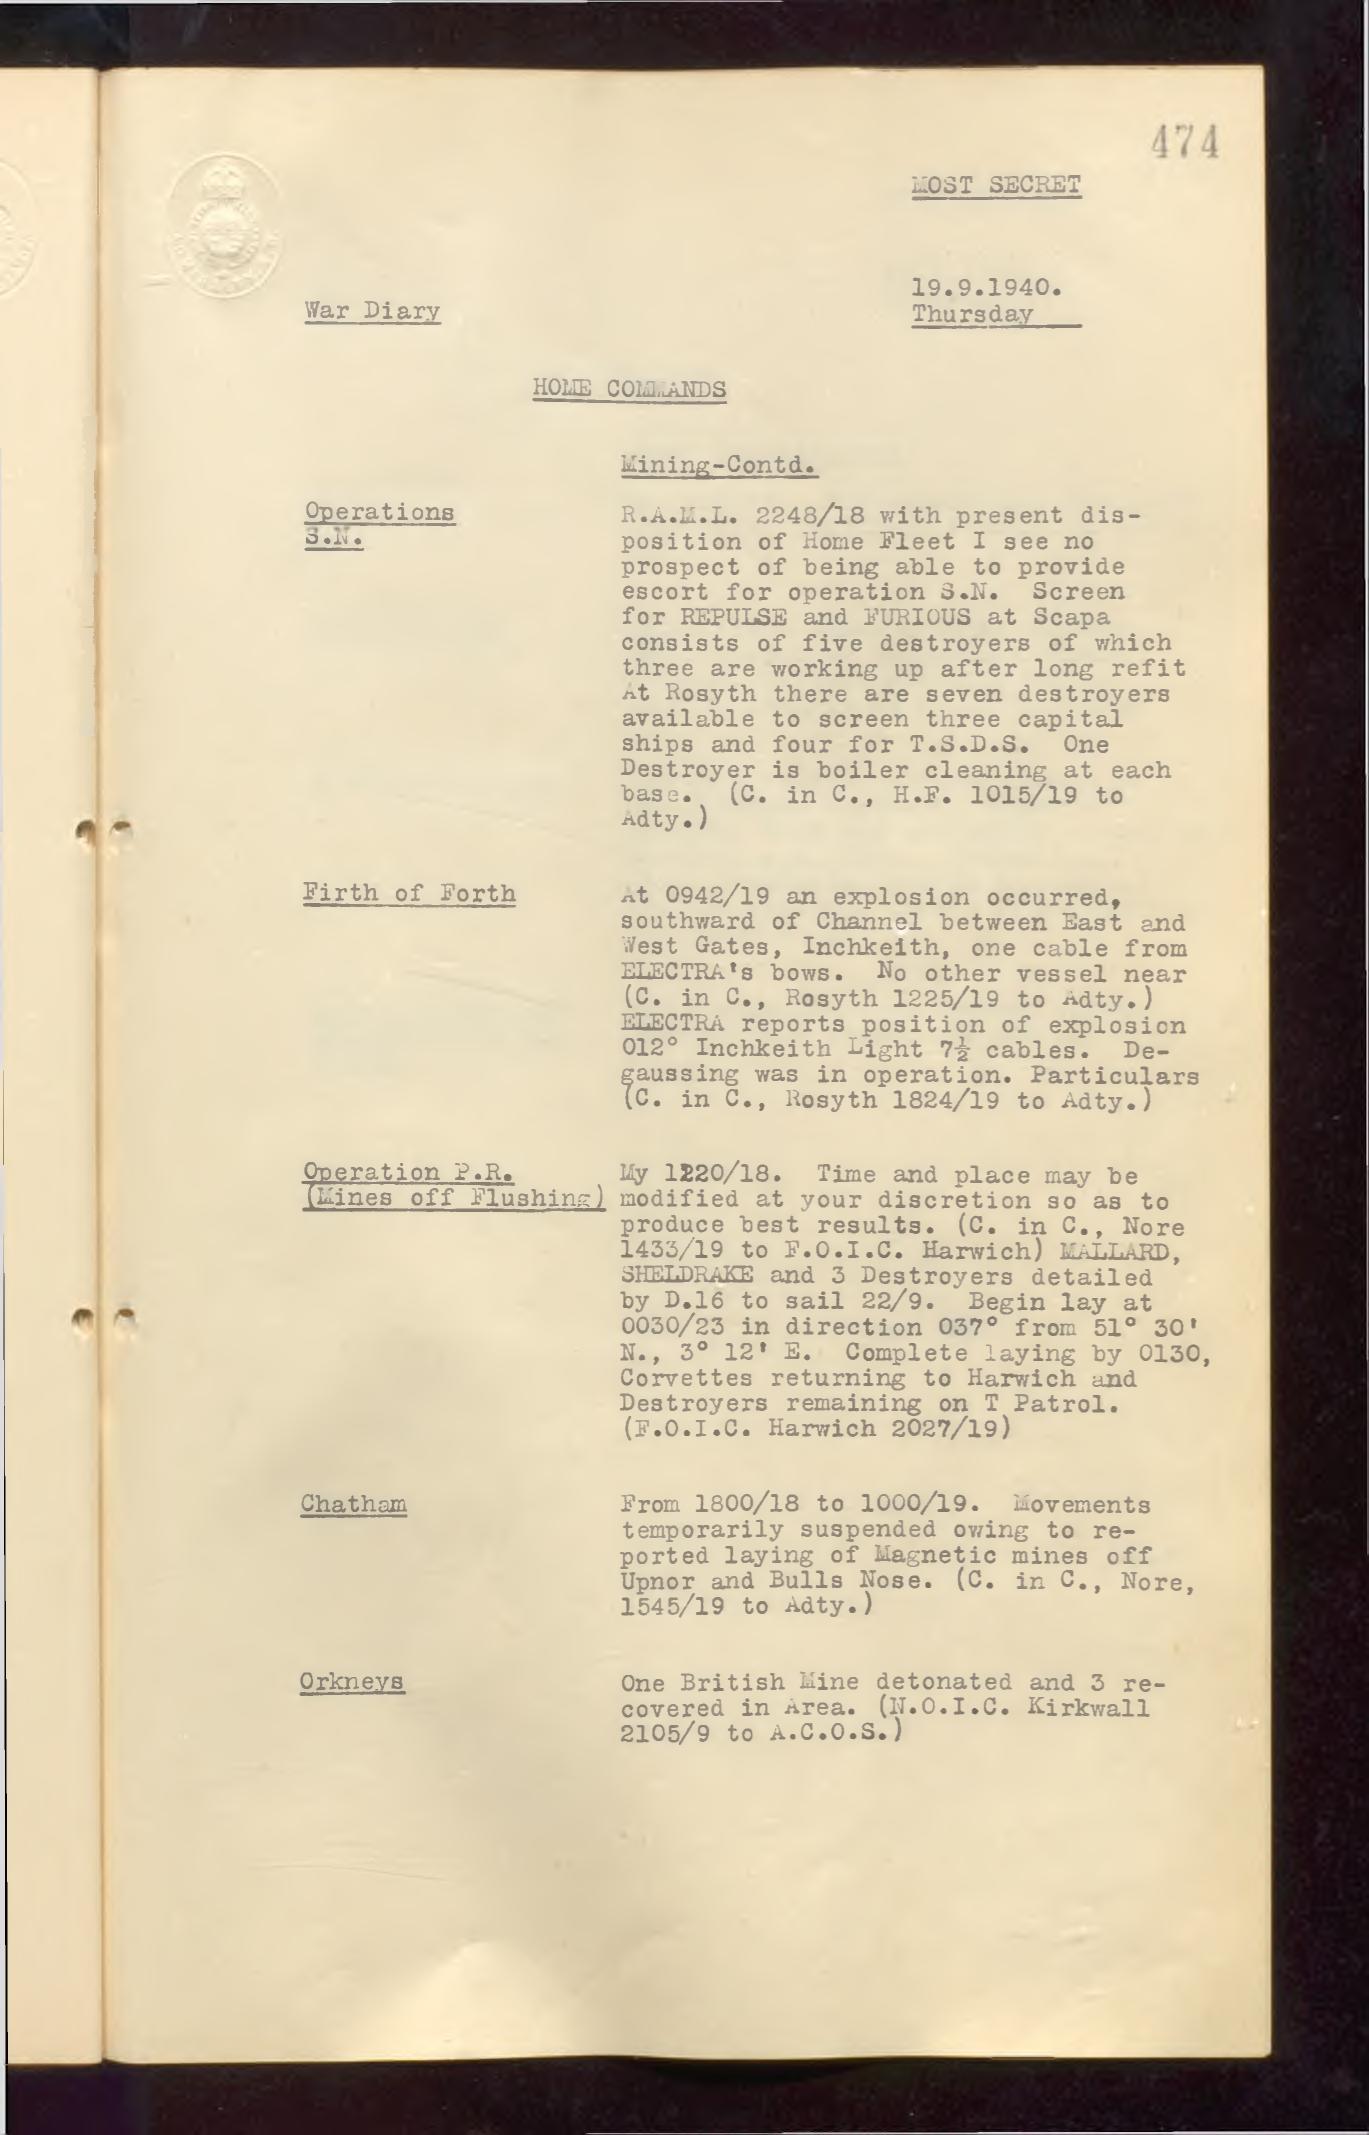 474
MOST SECRET
19.9.1940.
Thursday
War Diary
HOME COMMANDS
Mining-Contd.
Operations
S.N.
R.A.M.L. 2248/18 with present dis-
position of Home Fleet I see no
prospect of being able to provide
escort for operation S.N. Screen
for REPULSE and FURIOUS at Scapa
consists of five destroyers of which
three are working up after long refit
At Rosyth there are seven destroyers
available to screen three capital
ships and four for T.S.D.S. One
Destroyer is boiler cleaning at each
base. (C. in C., H.F. 1015/19 to
Adty.)
Firth of Forth
At 0942/19 an explosion occurred,
southward of Channel between East and
West Gates, Inchkeith, one cable from
ELECTRA's bows. No other vessel near
(C. in C., Rosyth 1225/19 to Adty.)
ELECTRA reports position of explosion
012° Inchkeith Light 7½ cables. De-
gaussing was in operation. Particulars
(C. in C., Rosyth 1824/19 to Adty.)
Operation P.R.
(Mines off Flushing)
My 1220/18. Time and place may be
modified at your discretion so as to
produce best results. (C. in C., Nore
1433/19 to F.O.I.C. Harwich) MALLARD,
SHELDRAKE and 3 Destroyers detailed
by D.16 to sail 22/9. Begin lay at
0030/23 in direction 037° from 51° 30'
N., 3° 12' E. Complete laying by 0130,
Corvettes returning to Harwich and
Destroyers remaining on T Patrol.
(F.O.I.C. Harwich 2027/19)
Chatham
From 1800/18 to 1000/19. Movements
temporarily suspended owing to re-
ported laying of Magnetic mines off
Upnor and Bulls Nose. (C. in C., Nore,
1545/19 to Adty.)
Orkneys
One British Mine detonated and 3 re-
covered in Area. (N.O.I.C. Kirkwall
2105/9 to A.C.O.S.)